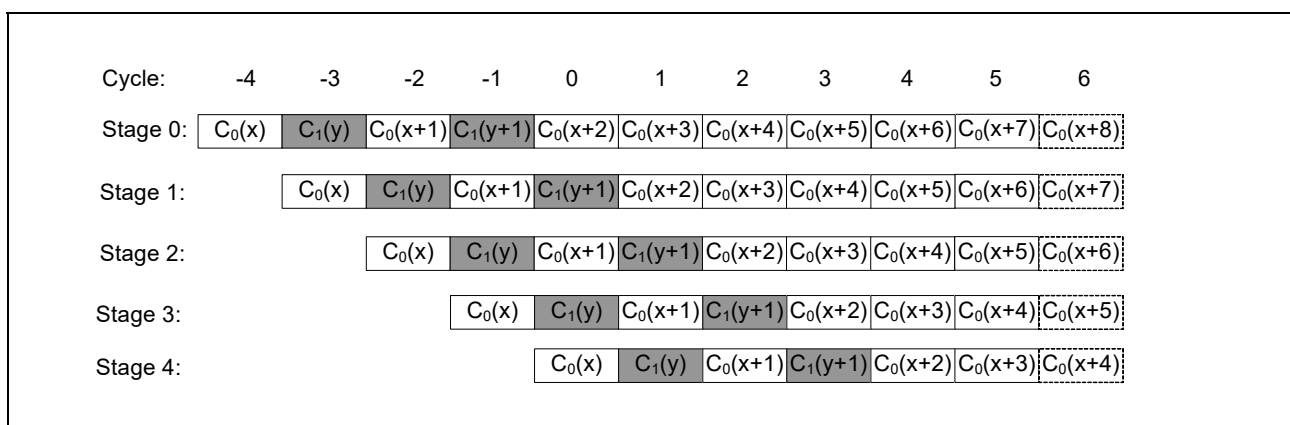 Cycle: -4 -3 -2 -1 0 1 2 3 4 5 6
Stage 0: C₀(x) C₁(y) C₀(x+1) C₁(y+1) C₀(x+2) C₀(x+3) C₀(x+4) C₀(x+5) C₀(x+6) C₀(x+7) C₀(x+8)
Stage 1: C₀(x) C₁(y) C₀(x+1) C₁(y+1) C₀(x+2) C₀(x+3) C₀(x+4) C₀(x+5) C₀(x+6) C₀(x+7)
Stage 2: C₀(x) C₁(y) C₀(x+1) C₁(y+1) C₀(x+2) C₀(x+3) C₀(x+4) C₀(x+5) C₀(x+6)
Stage 3: C₀(x) C₁(y) C₀(x+1) C₁(y+1) C₀(x+2) C₀(x+3) C₀(x+4) C₀(x+5)
Stage 4: C₀(x) C₁(y) C₀(x+1) C₁(y+1) C₀(x+2) C₀(x+3) C₀(x+4)